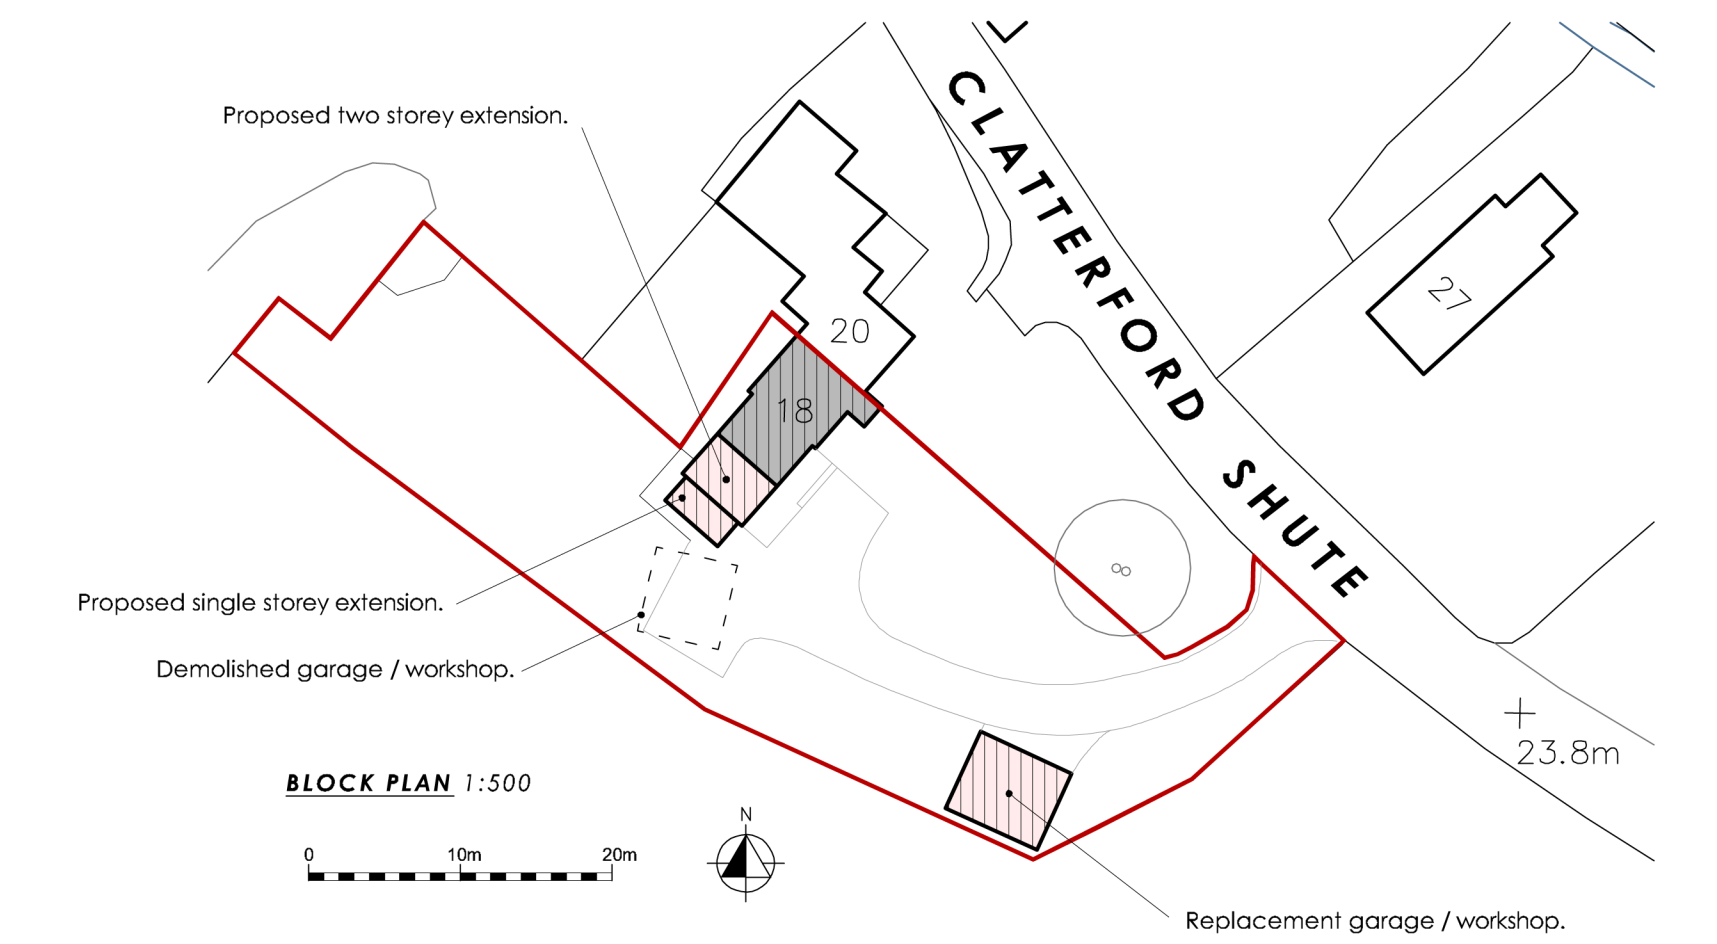 Proposed two storey extension.
CLATTERFORD SHUTE
27
20
18
Proposed single storey extension.
Demolished garage / workshop.
23.8m
BLOCK PLAN 1:500
N
0 10m 20m
Replacement garage / workshop.